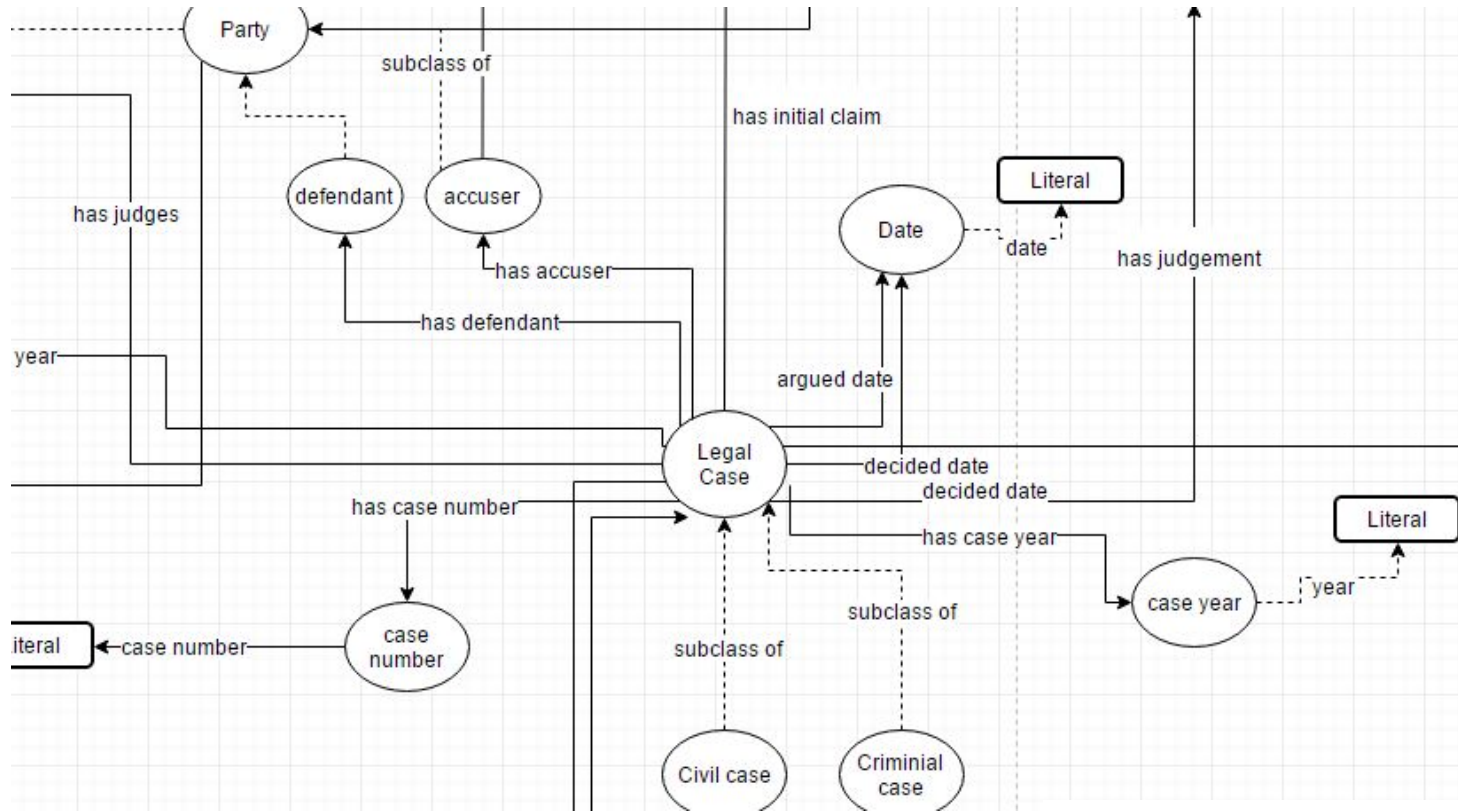 Party
subclass of
has initial claim
Literal
defendant
accuser
has judges
Date
date
has judgement
has accuser
has defendant
year
argued date
Legal
Case
decided date
decided date
has case number
Literal
has case year
year
case year
subclass of
case
number
iteral
case number
subclass of
Civil case
Criminial
case